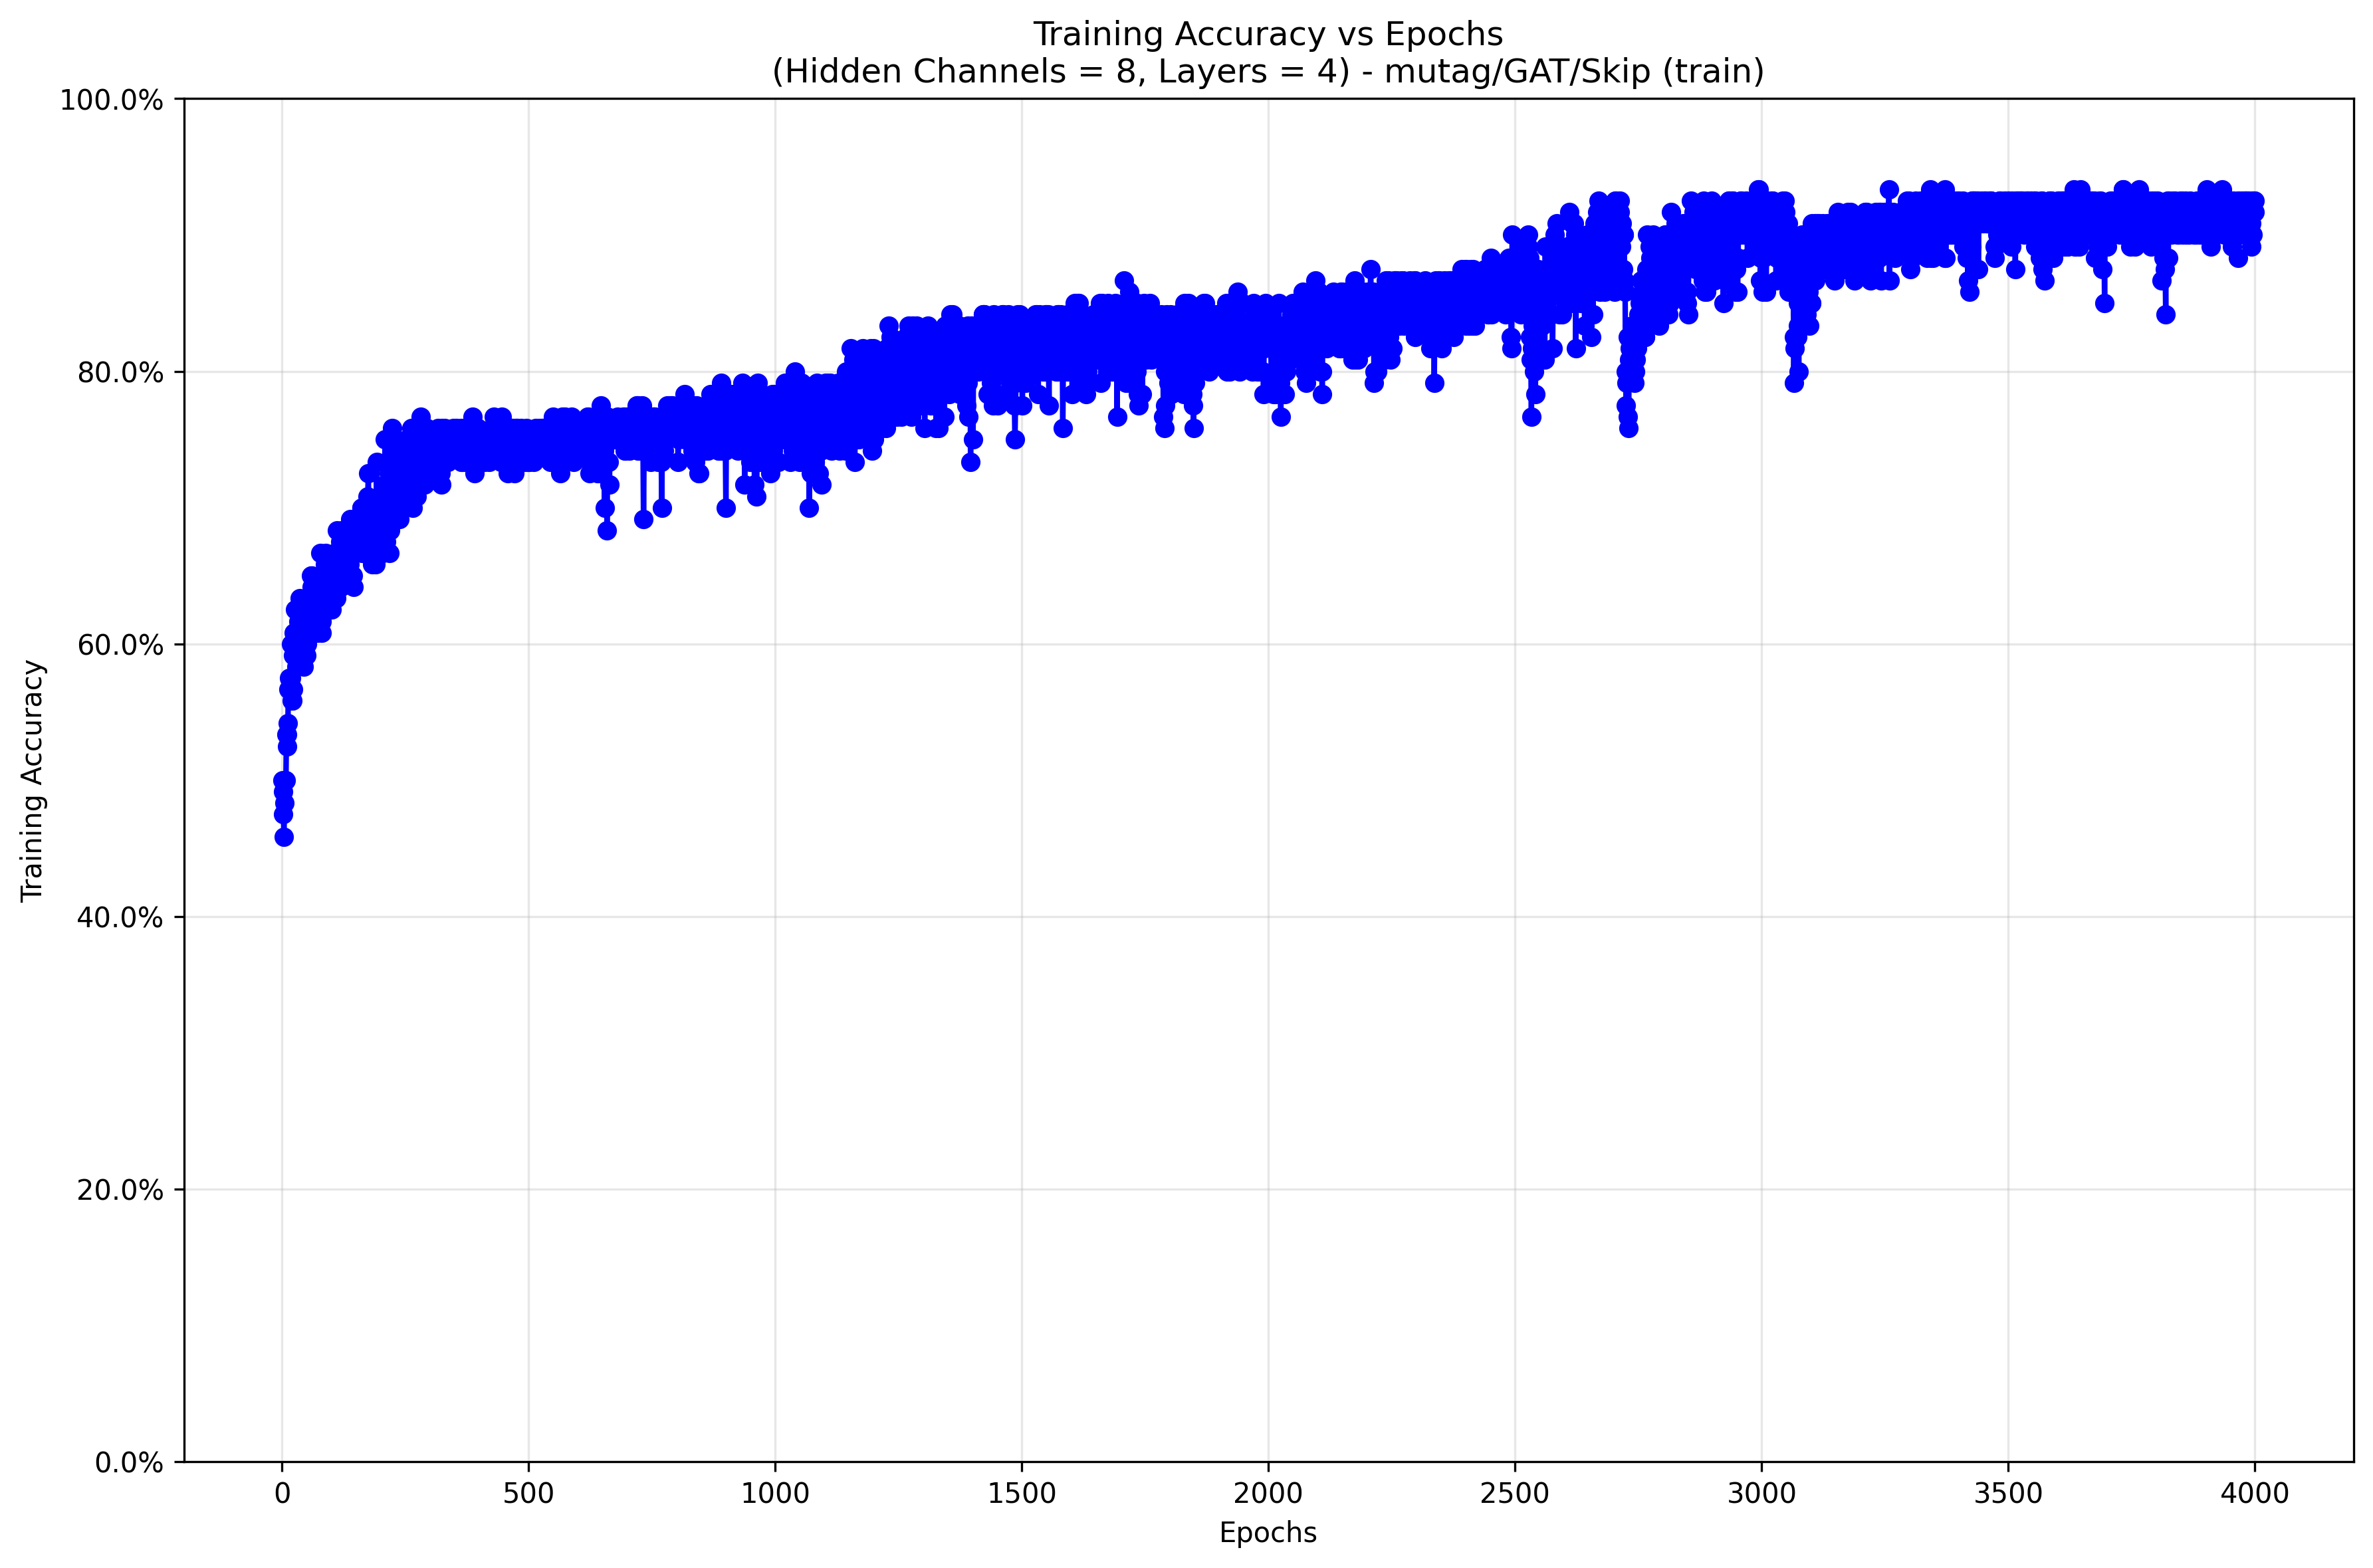 Training Accuracy vs Epochs
(Hidden Channels = 8, Layers = 4) - mutag/GAT/Skip (train)
100.0%
80.0%
60.0%
40.0%
20.0%
0.0%
Training Accuracy
0 500 1000 1500 2000 2500 3000 3500 4000
Epochs